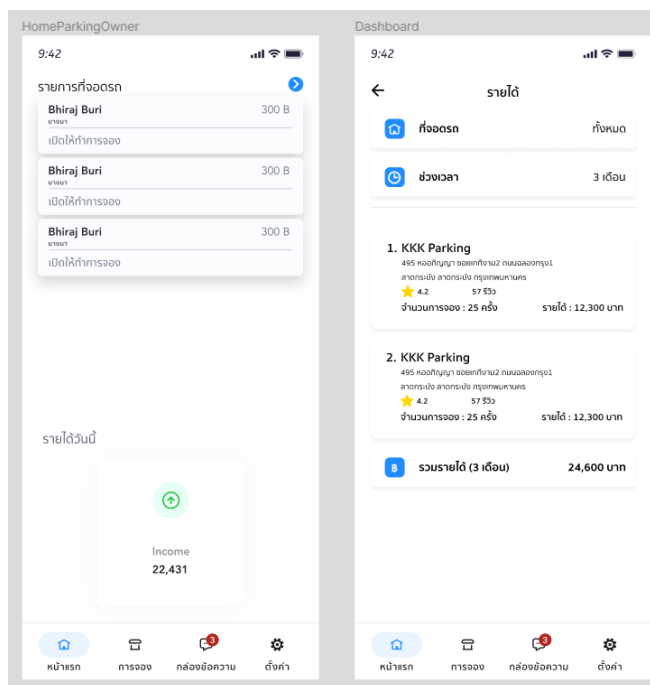 HomeParkingOwner
9:42
รายการที่จอดรถ
Bhiraj Buri 300 B
บางนา
เปิดให้ทำการจอง
Bhiraj Buri 300 B
บางนา
เปิดให้ทำการจอง
Bhiraj Buri 300 B
บางนา
เปิดให้ทำการจอง
รายได้วันนี้
Income
22,431
3
หน้าแรก การจอง กล่องข้อความ ตั้งค่า
Dashboard
9:42
รายได้
ที่จอดรถ ทั้งหมด
ช่วงเวลา 3 เดือน
1. KKK Parking
495 หออภิญญา ซอยเกกีงาม2 ถนนฉลองกรุง1
ลาดกระบัง ลาดกระบัง กรุงเทพมหานคร
4.2 57 รีวิว
จำนวนการจอง : 25 ครั้ง รายได้ : 12,300 บาท
2. KKK Parking
495 หออภิญญา ซอยเกกีงาม2 ถนนฉลองกรุง1
ลาดกระบัง ลาดกระบัง กรุงเทพมหานคร
4.2 57 รีวิว
จำนวนการจอง : 25 ครั้ง รายได้ : 12,300 บาท
฿ รวมรายได้ (3 เดือน) 24,600 บาท
3
หน้าแรก การจอง กล่องข้อความ ตั้งค่า